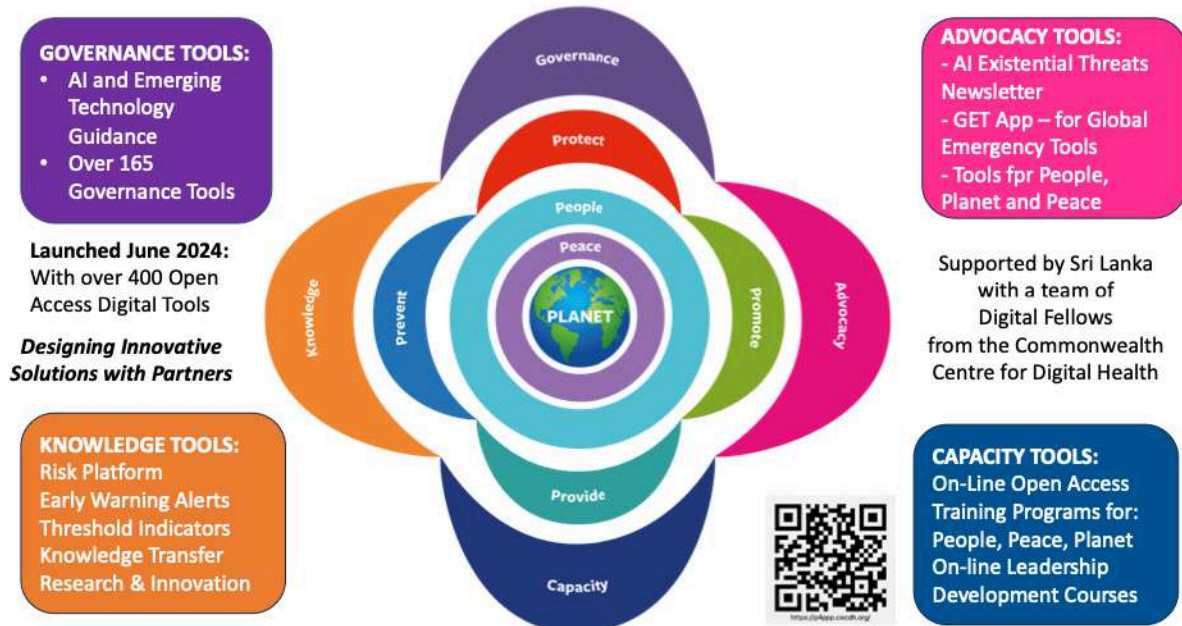 GOVERNANCE TOOLS:
• AI and Emerging
Technology
Guidance
• Over 165
Governance Tools
Launched June 2024:
With over 400 Open
Access Digital Tools
Designing Innovative
Solutions with Partners
KNOWLEDGE TOOLS:
Risk Platform
Early Warning Alerts
Threshold Indicators
Knowledge Transfer
Research & Innovation
Governance
Protect
People
Peace
PLANET
Knowledge
Prevent
Promote
Advocacy
Provide
Capacity
ADVOCACY TOOLS:
- AI Existential Threats
Newsletter
- GET App – for Global
Emergency Tools
- Tools fpr People,
Planet and Peace
Supported by Sri Lanka
with a team of
Digital Fellows
from the Commonwealth
Centre for Digital Health
CAPACITY TOOLS:
On-Line Open Access
Training Programs for:
People, Peace, Planet
On-line Leadership
Development Courses
https://p4ppp.cwcdh.org/